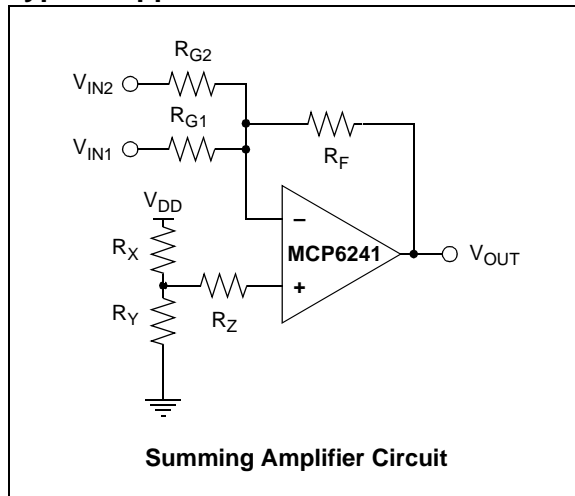 R_G2
V_IN2
R_G1
V_IN1
R_F
V_DD
–
R_X
MCP6241
V_OUT
+
R_Y
R_Z
Summing Amplifier Circuit